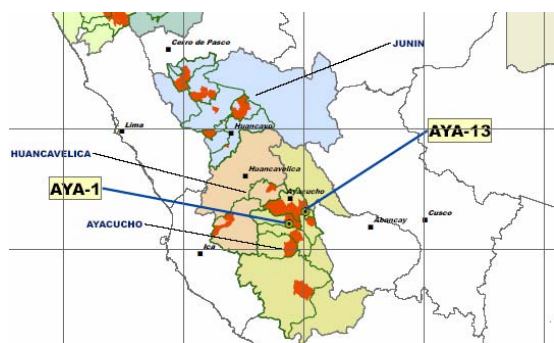 Cerro de Pasco
JUNIN
Lima
Huancayo
AYA-13
HUANCAVELICA
Huancavelica
AYA-1
Ayacucho
AYACUCHO
Abancay
Cusco
Ica